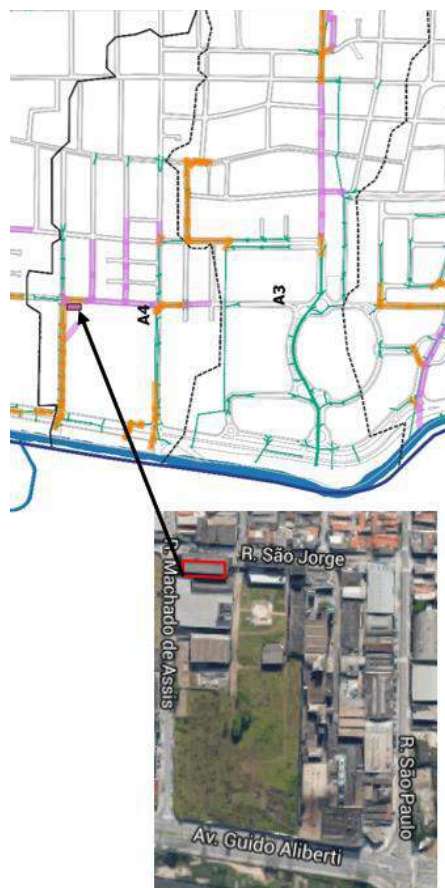 A4
A3
R. São Jorge
R. Machado de Assis
R. São Paulo
Av. Guido Aliberti